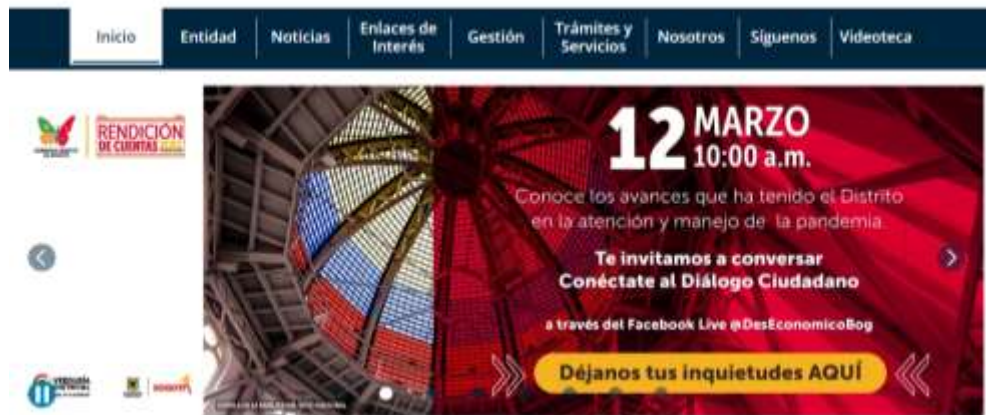 Inicio
Entidad
Noticias
Enlaces de
Interés
Gestión
Trámites y
Servicios
Nosotros
Síguenos
Videoteca
RENDICIÓN
DE CUENTAS
12 MARZO
10:00 a.m.
Conoce los avances que ha tenido el Distrito
en la atención y manejo de la pandemia.
Te invitamos a conversar
Conéctate al Diálogo Ciudadano
a través del Facebook Live @DesEconomicoBog
Déjanos tus inquietudes AQUÍ